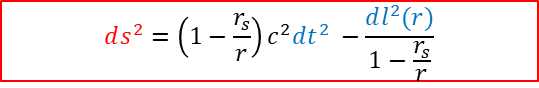 ds² = (1 − rₛ/r) c²dt² − dl²(r)/(1 − rₛ/r)